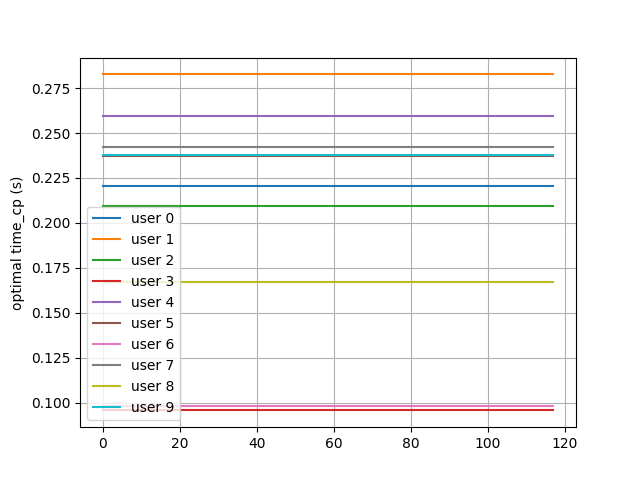 optimal time_cp (s)
0.275
0.250
0.225
0.200
0.175
0.150
0.125
0.100
user 0
user 1
user 2
user 3
user 4
user 5
user 6
user 7
user 8
user 9
0 20 40 60 80 100 120